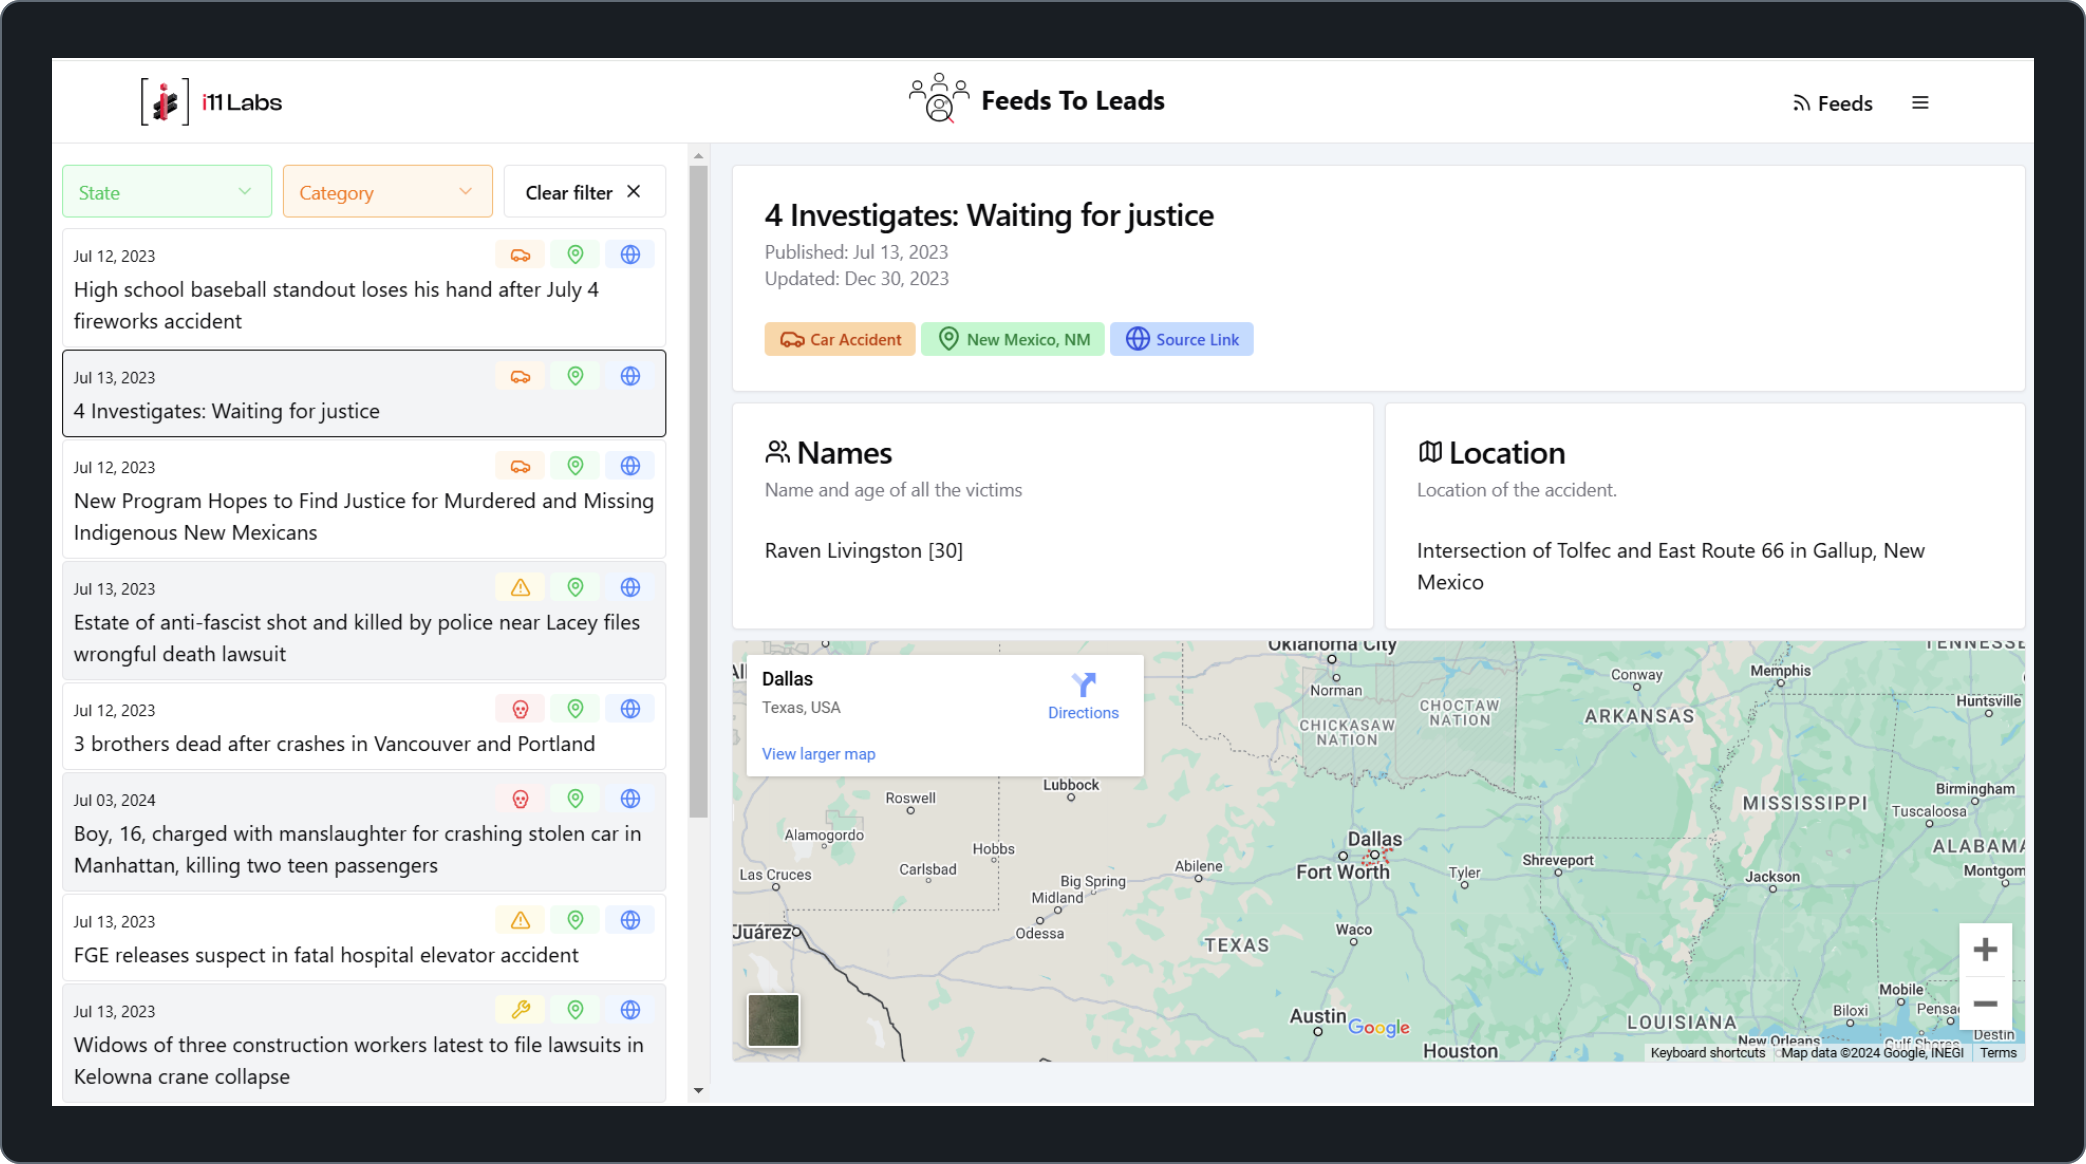 i11 Labs
Feeds To Leads
Feeds
State
Category
Clear filter
Jul 12, 2023
High school baseball standout loses his hand after July 4
fireworks accident
Jul 13, 2023
4 Investigates: Waiting for justice
Jul 12, 2023
New Program Hopes to Find Justice for Murdered and Missing
Indigenous New Mexicans
Jul 13, 2023
Estate of anti-fascist shot and killed by police near Lacey files
wrongful death lawsuit
Jul 12, 2023
3 brothers dead after crashes in Vancouver and Portland
Jul 03, 2024
Boy, 16, charged with manslaughter for crashing stolen car in
Manhattan, killing two teen passengers
Jul 13, 2023
FGE releases suspect in fatal hospital elevator accident
Jul 13, 2023
Widows of three construction workers latest to file lawsuits in
Kelowna crane collapse
4 Investigates: Waiting for justice
Published: Jul 13, 2023
Updated: Dec 30, 2023
Car Accident
New Mexico, NM
Source Link
Names
Name and age of all the victims
Raven Livingston [30]
Location
Location of the accident.
Intersection of Tolfec and East Route 66 in Gallup, New
Mexico
Dallas
Texas, USA
Directions
View larger map
Oklahoma City
Norman
CHICKASAW
NATION
CHOCTAW
NATION
Conway
ARKANSAS
Memphis
TENNESSE
Huntsville
Lubbock
Roswell
Alamogordo
Hobbs
Carlsbad
Las Cruces
Big Spring
Midland
Odessa
Abilene
Juárez
Dallas
Fort Worth
Tyler
Shreveport
Waco
TEXAS
Austin
Houston
MISSISSIPPI
Birmingham
Tuscaloosa
ALABAMA
Montgom
Jackson
Mobile
Biloxi
Pensa
Destin
LOUISIANA
New Orleans
Gulf Shores
Google
Keyboard shortcuts
Map data ©2024 Google, INEGI
Terms